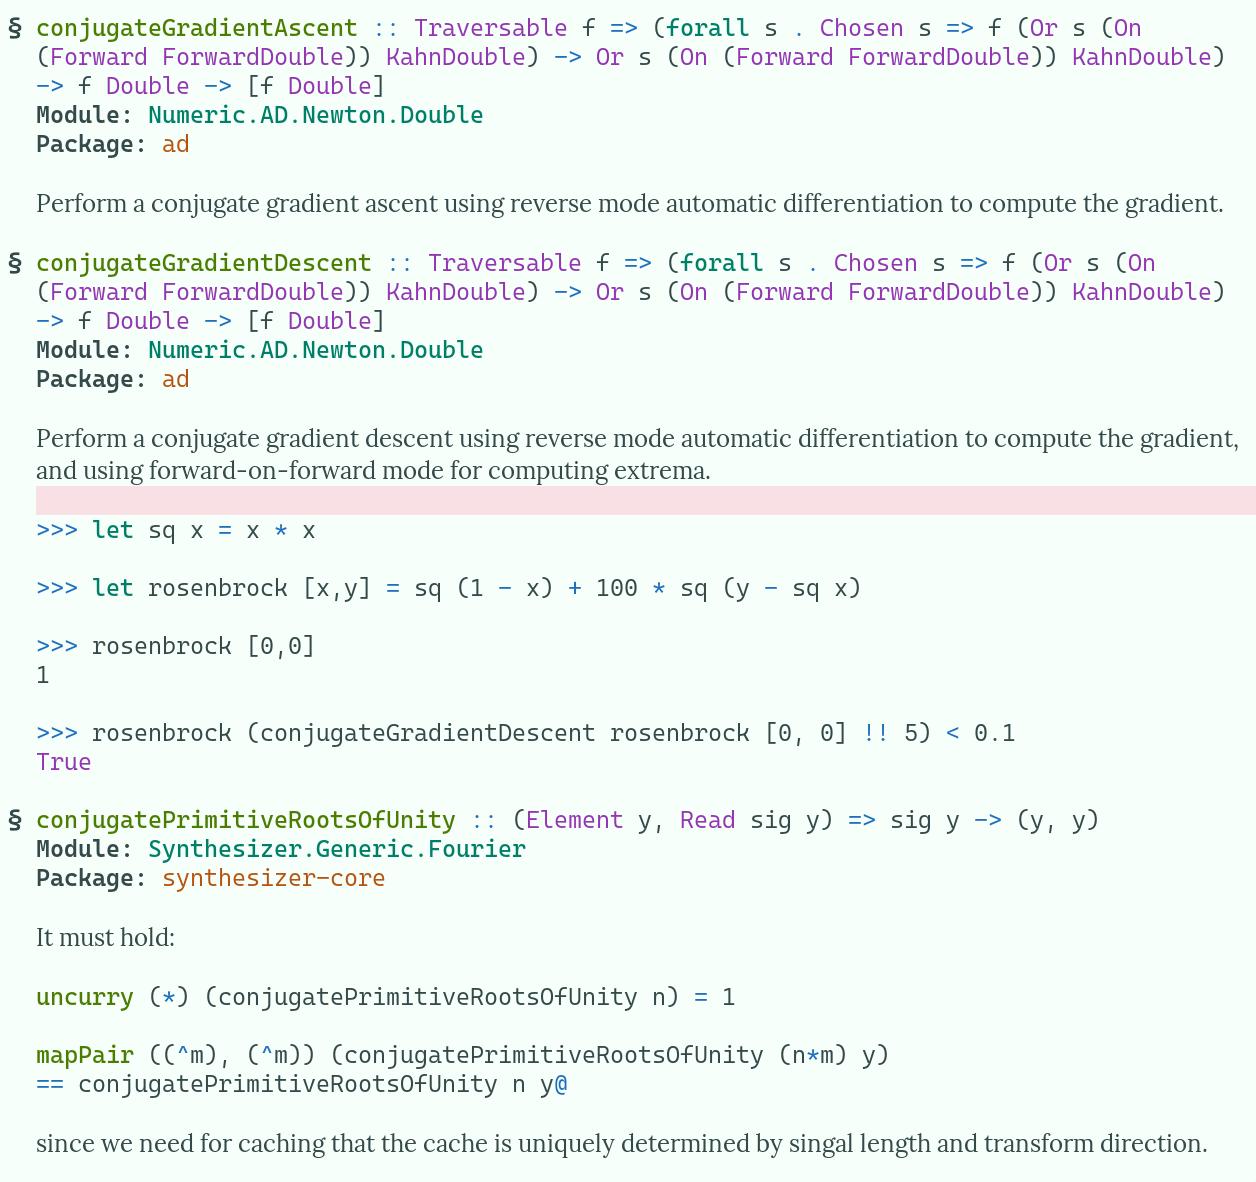 § conjugateGradientAscent :: Traversable f => (forall s . Chosen s => f (Or s (On
(Forward ForwardDouble)) KahnDouble) -> Or s (On (Forward ForwardDouble)) KahnDouble)
-> f Double -> [f Double]
Module: Numeric.AD.Newton.Double
Package: ad
Perform a conjugate gradient ascent using reverse mode automatic differentiation to compute the gradient.
§ conjugateGradientDescent :: Traversable f => (forall s . Chosen s => f (Or s (On
(Forward ForwardDouble)) KahnDouble) -> Or s (On (Forward ForwardDouble)) KahnDouble)
-> f Double -> [f Double]
Module: Numeric.AD.Newton.Double
Package: ad
Perform a conjugate gradient descent using reverse mode automatic differentiation to compute the gradient,
and using forward-on-forward mode for computing extrema.
>>> let sq x = x * x
>>> let rosenbrock [x,y] = sq (1 - x) + 100 * sq (y - sq x)
>>> rosenbrock [0,0]
1
>>> rosenbrock (conjugateGradientDescent rosenbrock [0, 0] !! 5) < 0.1
True
§ conjugatePrimitiveRootsOfUnity :: (Element y, Read sig y) => sig y -> (y, y)
Module: Synthesizer.Generic.Fourier
Package: synthesizer-core
It must hold:
uncurry (*) (conjugatePrimitiveRootsOfUnity n) = 1
mapPair ((^m), (^m)) (conjugatePrimitiveRootsOfUnity (n*m) y)
== conjugatePrimitiveRootsOfUnity n y@
since we need for caching that the cache is uniquely determined by singal length and transform direction.